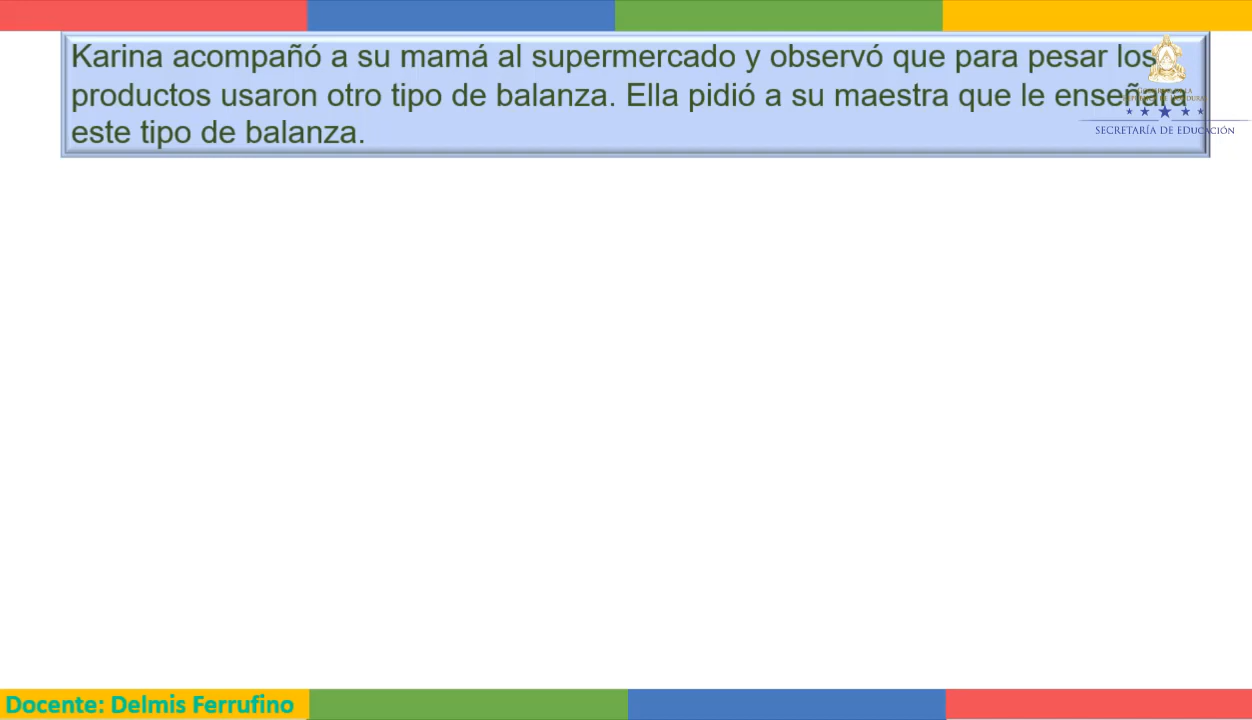 Karina acompañó a su mamá al supermercado y observó que para pesar los
productos usaron otro tipo de balanza. Ella pidió a su maestra que le enseñara
este tipo de balanza.
SECRETARÍA DE EDUCACIÓN
Docente: Delmis Ferrufino